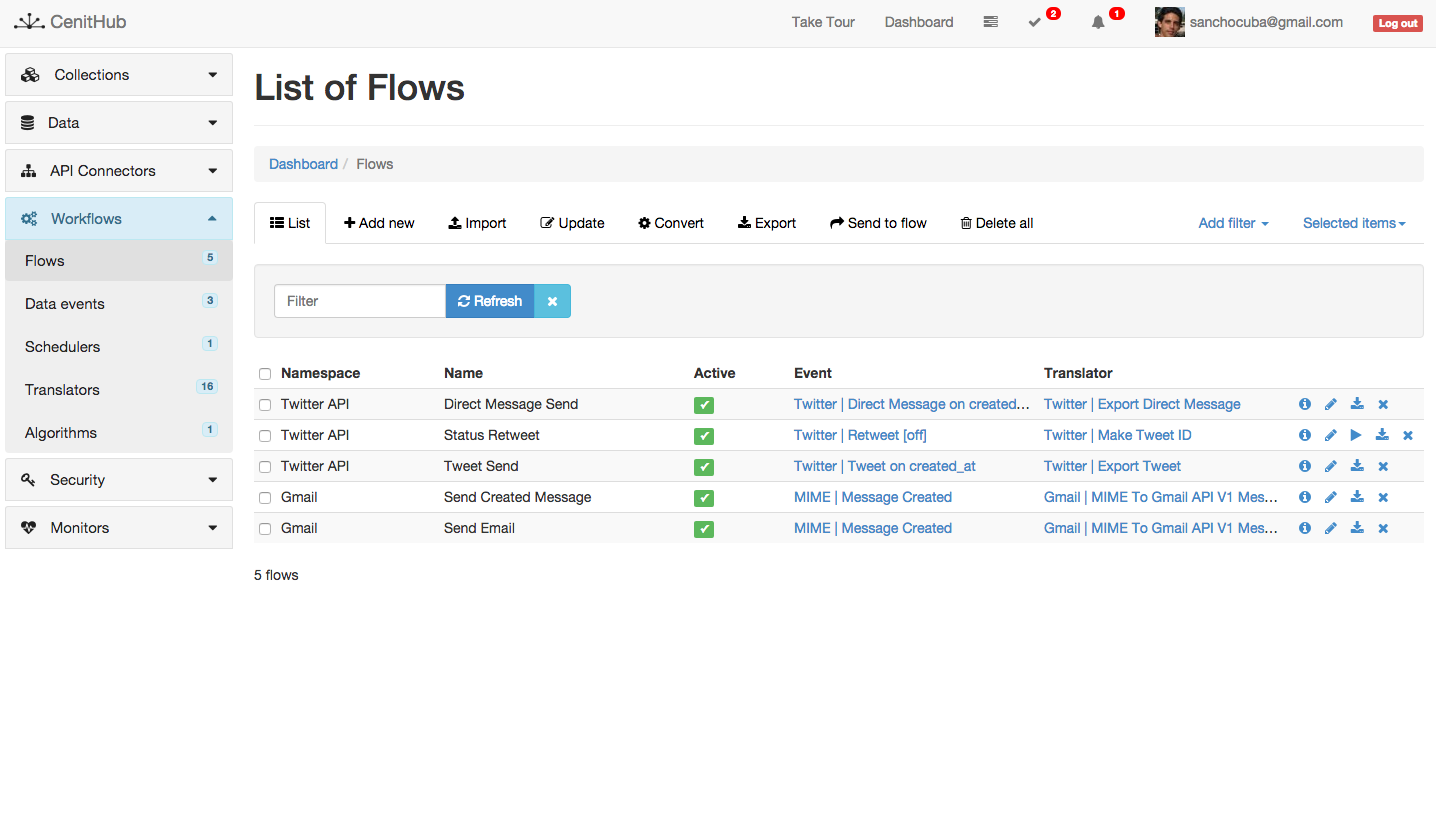 CenitHub Take Tour Dashboard 2 1 sanchocuba@gmail.com Log out
Collections
Data
API Connectors
Workflows
Flows 5
Data events 3
Schedulers 1
Translators 16
Algorithms 1
Security
Monitors
List of Flows
Dashboard / Flows
List Add new Import Update Convert Export Send to flow Delete all Add filter Selected items
Filter Refresh
Namespace Name Active Event Translator
Twitter API Direct Message Send Twitter | Direct Message on created... Twitter | Export Direct Message
Twitter API Status Retweet Twitter | Retweet [off] Twitter | Make Tweet ID
Twitter API Tweet Send Twitter | Tweet on created_at Twitter | Export Tweet
Gmail Send Created Message MIME | Message Created Gmail | MIME To Gmail API V1 Mes...
Gmail Send Email MIME | Message Created Gmail | MIME To Gmail API V1 Mes...
5 flows